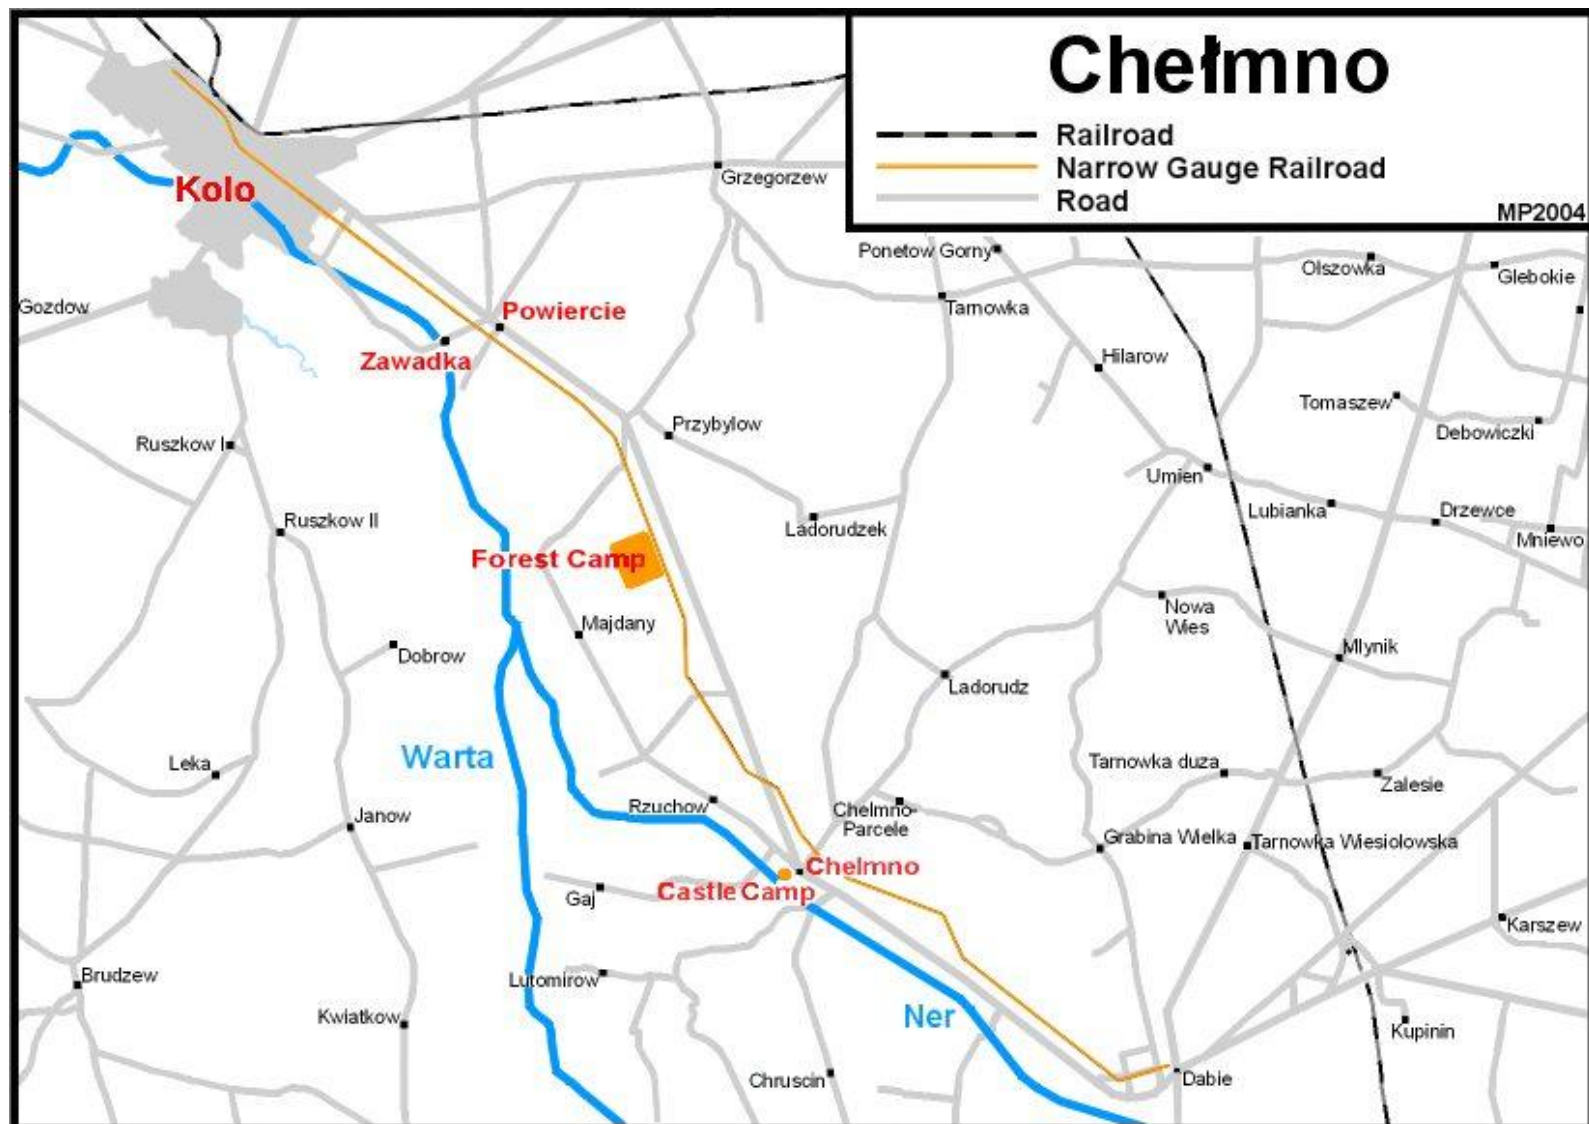 Chełmno
Railroad
Narrow Gauge Railroad
Road
MP2004
Kolo
Grzegorzew
Ponetow Gorny
Olszowka
Glebokie
Gozdow
Powiercie
Tarnowka
Zawadka
Hilarow
Tomaszew
Przybylow
Debowiczki
Ruszkow I
Umien
Lubianka
Drzewce
Ruszkow II
Ladorudzek
Mniewo
Forest Camp
Majdany
Nowa
Wies
Mlynik
Dobrow
Ladorudz
Warta
Leka
Tarnowka duza
Zalesie
Rzuchow
Janow
Chelmno-
Parcele
Grabina Wielka
Tarnowka Wiesiolowska
Chelmno
Castle Camp
Gaj
Karszew
Brudzew
Lutomirow
Ner
Kwiatkow
Kupinin
Chruscin
Dabie